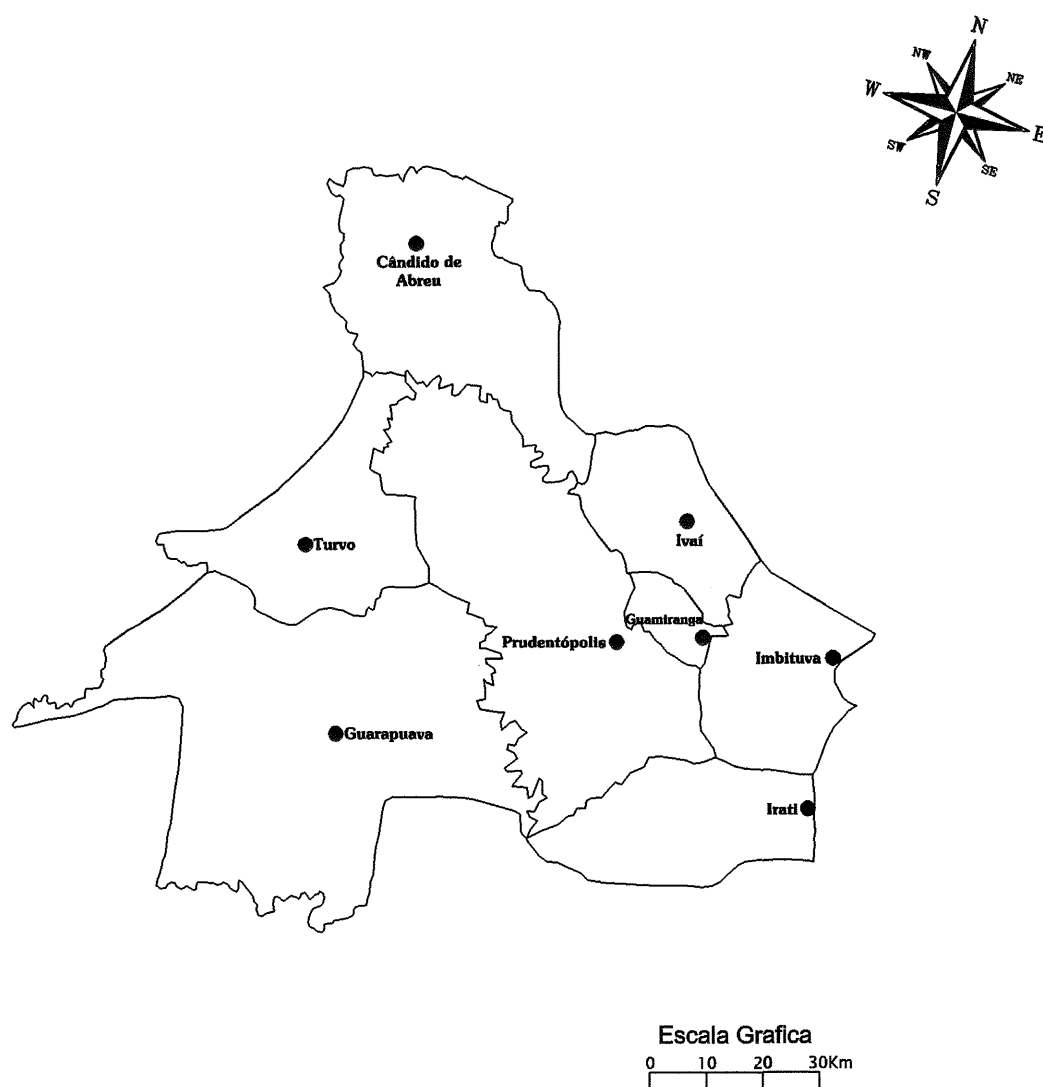 N
NW
NE
W
E
SW
SE
S
Cândido de
Abreu
Ivaí
Turvo
Guamiranga
Prudentópolis
Imbituva
Guarapuava
Irati
Escala Grafica
0 10 20 30Km